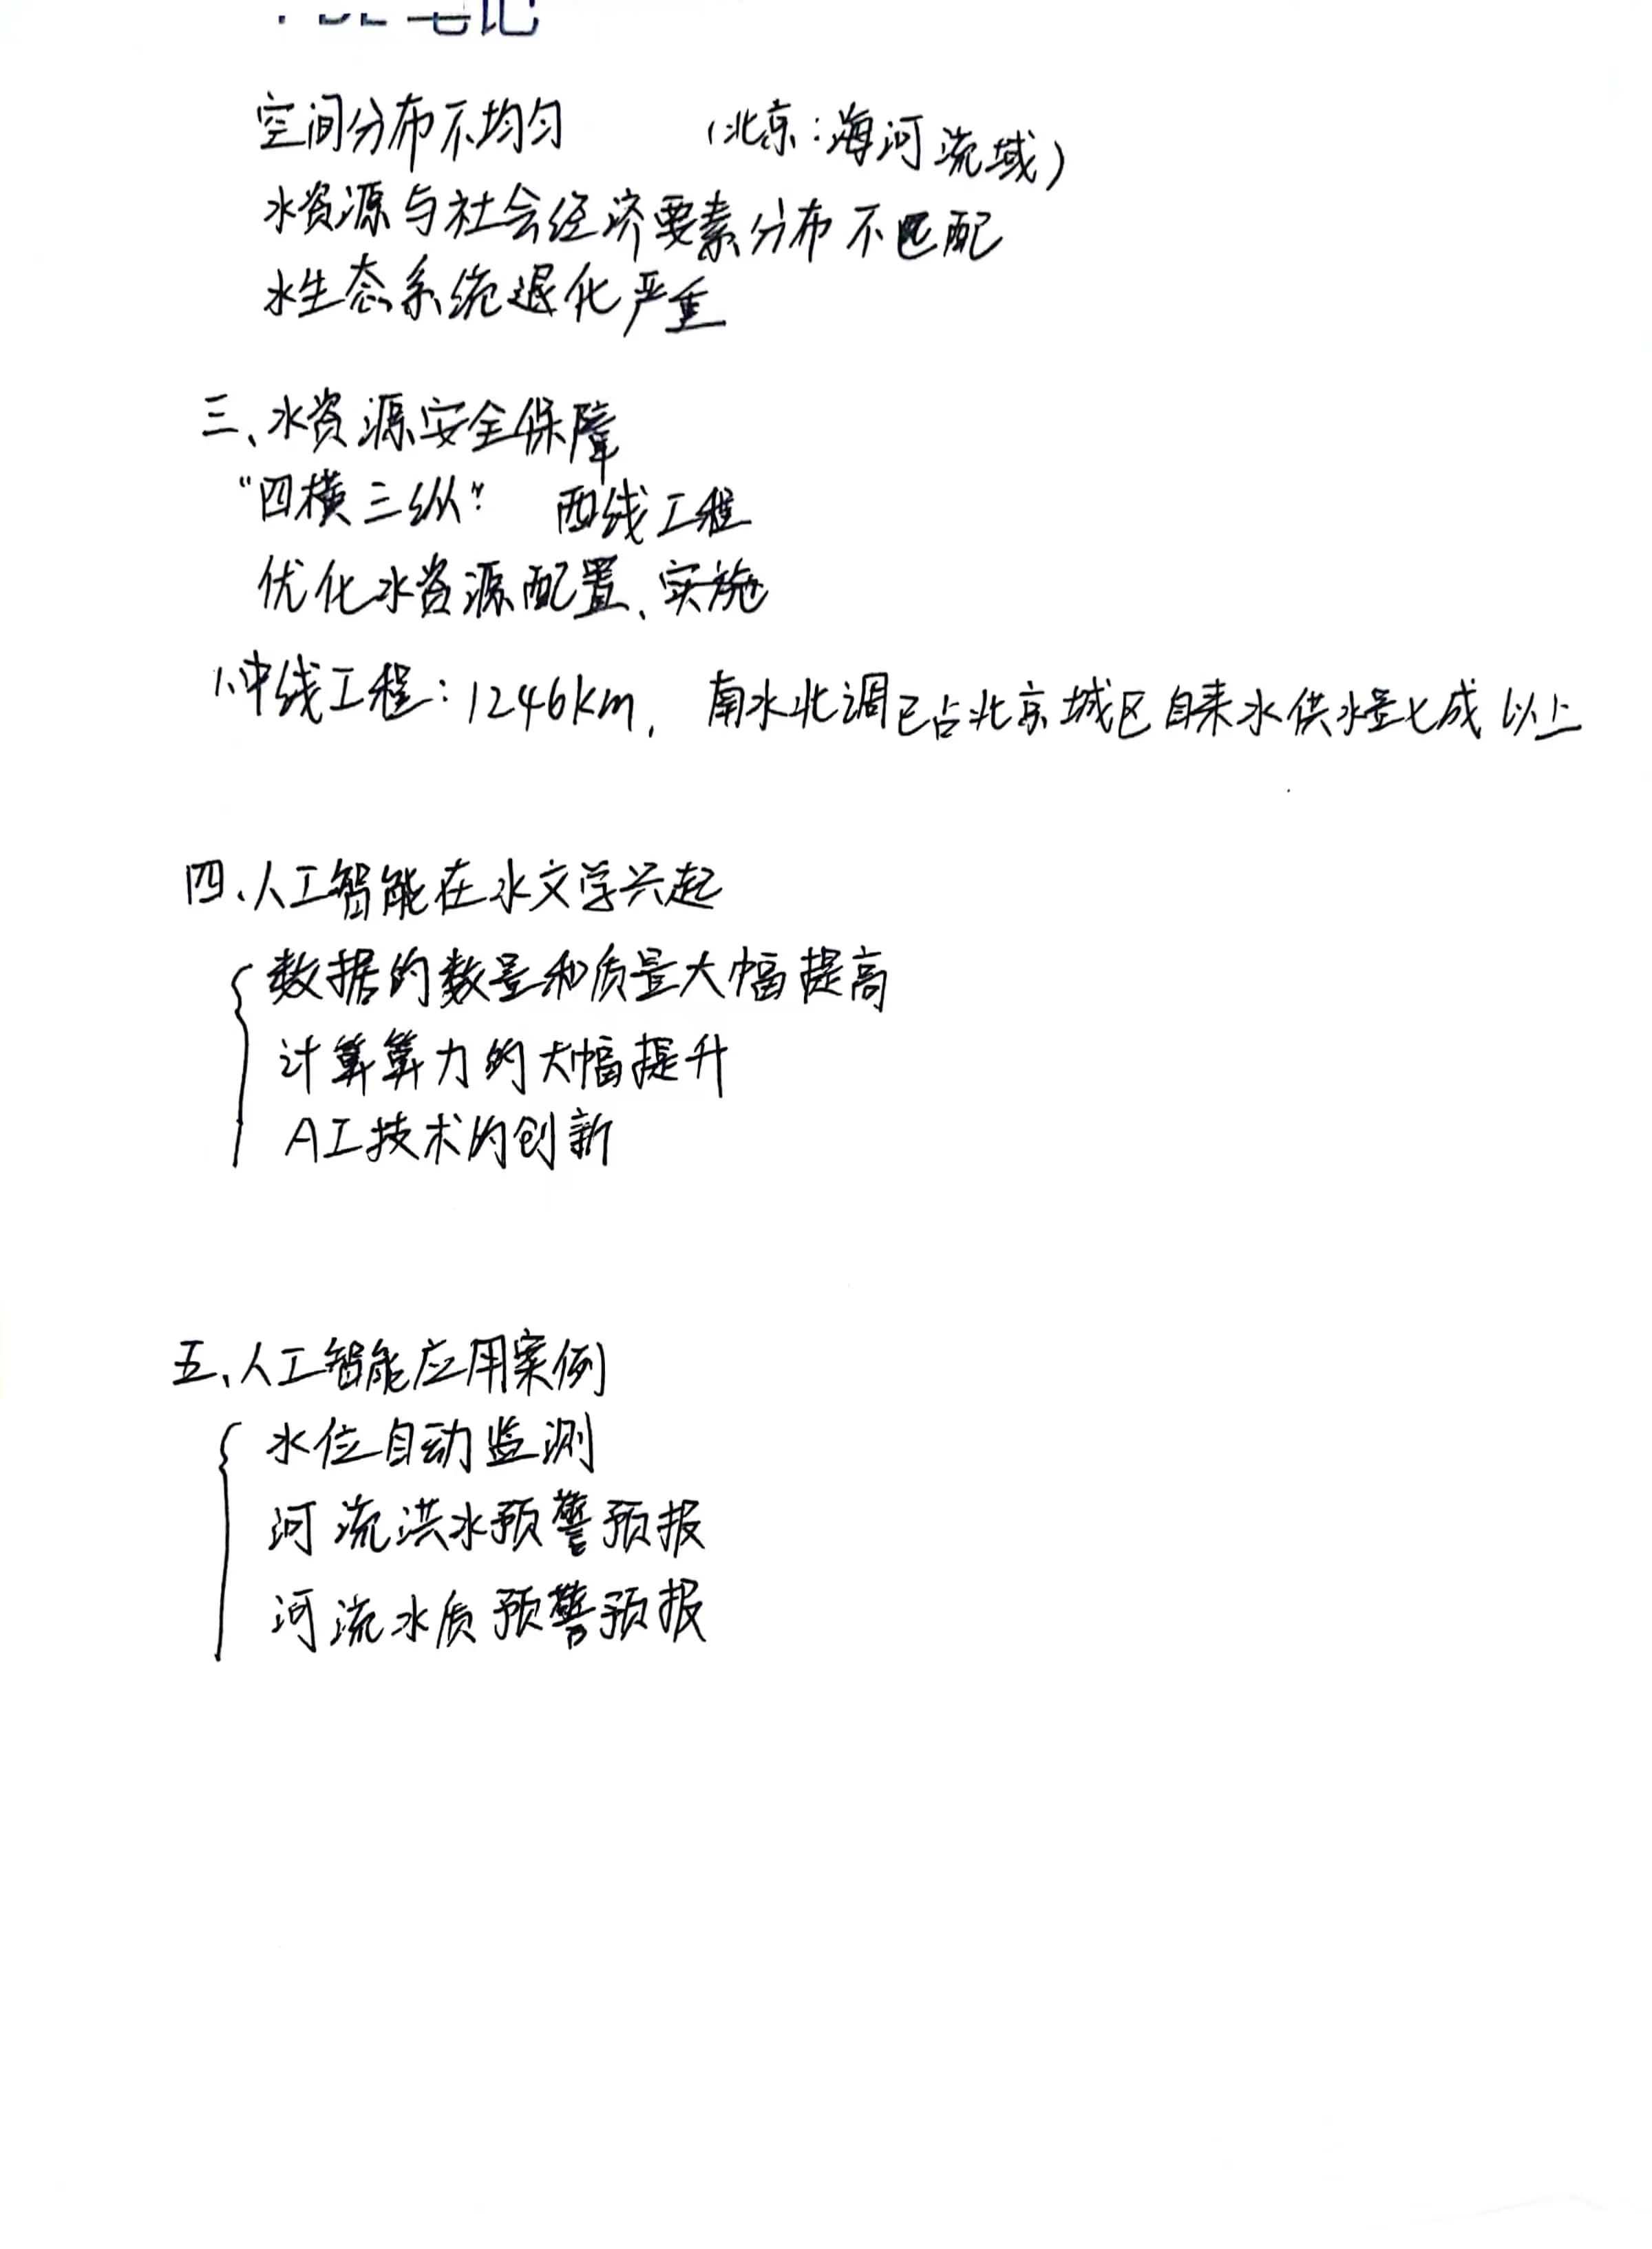 空间分布不均匀 (北京:海河流域)
水资源与社会经济要素分布不匹配
水生态系统退化严重
三、水资源安全保障
“四横三纵” 西线工程
优化水资源配置、实施
1.中线工程:1246km, 南水北调已占北京城区自来水供水量七成以上
四、人工智能在水文学兴起
数据的数量和质量大幅提高
计算算力的大幅提升
AI技术的创新
五、人工智能应用案例
水位自动监测
河流洪水预警预报
河流水质预警预报